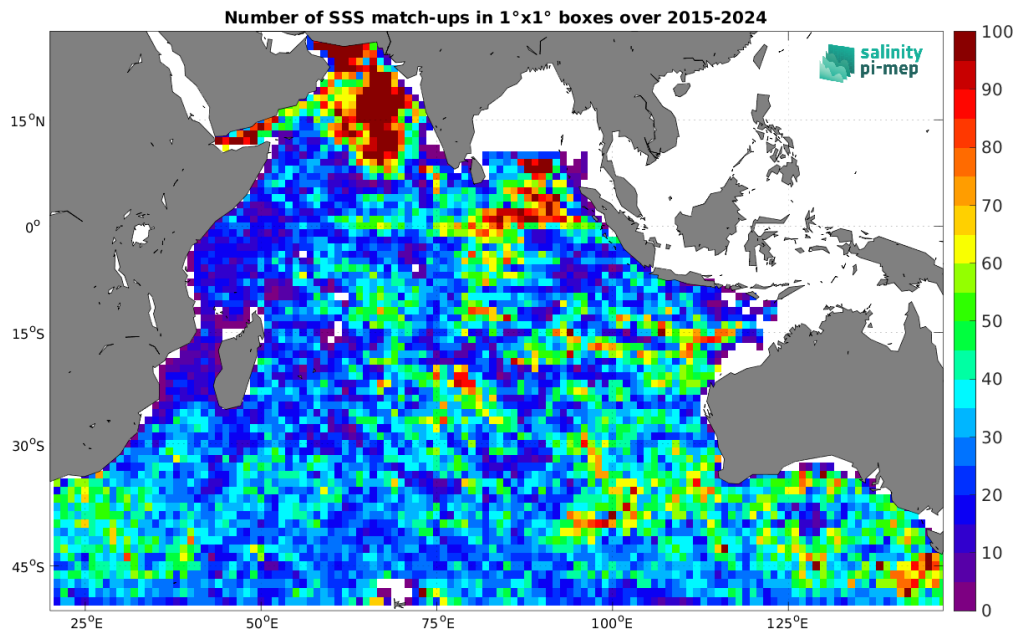 Number of SSS match-ups in 1°x1° boxes over 2015-2024
salinity
pi-mep
100
90
80
70
60
50
40
30
20
10
0
15°N
0°
15°S
30°S
45°S
25°E
50°E
75°E
100°E
125°E